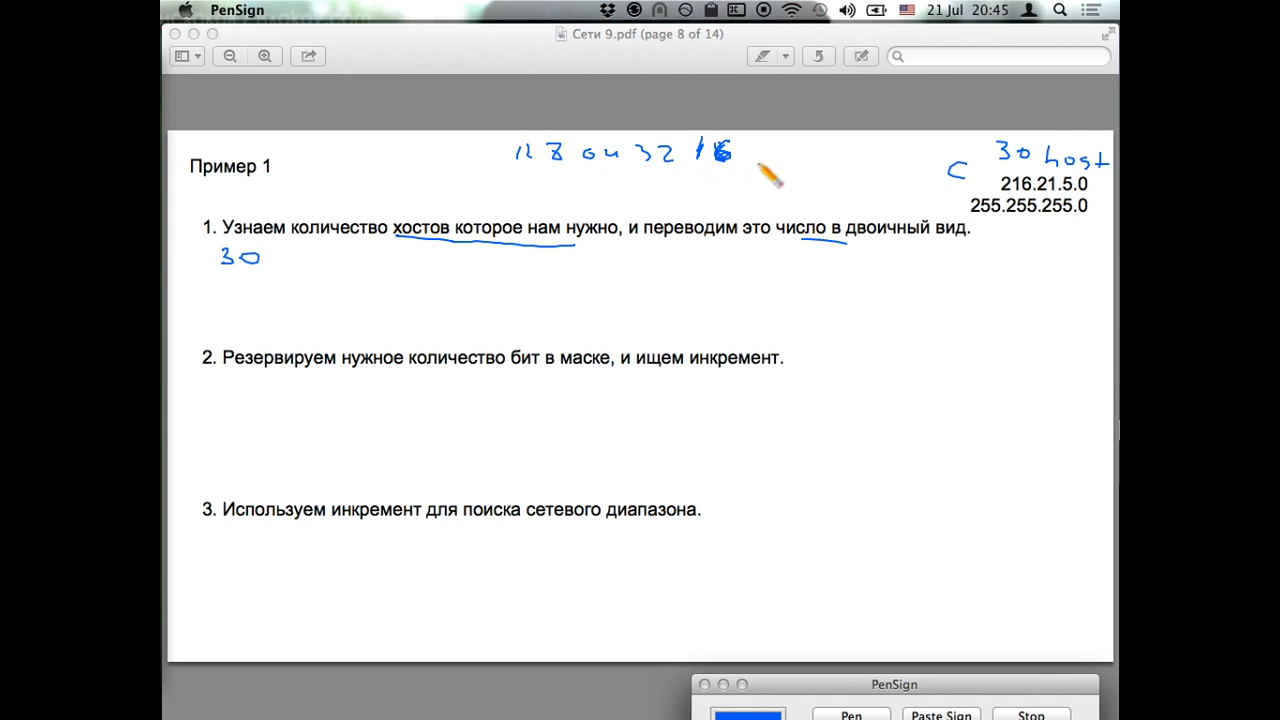 PenSign
21 Jul 20:45
Сети 9.pdf (page 8 of 14)
32 16
30 host
Пример 1
C
216.21.5.0
255.255.255.0
1. Узнаем количество хостов которое нам нужно, и переводим это число в двоичный вид.
30
2. Резервируем нужное количество бит в маске, и ищем инкремент.
3. Используем инкремент для поиска сетевого диапазона.
PenSign
Pen Paste Sign Stop